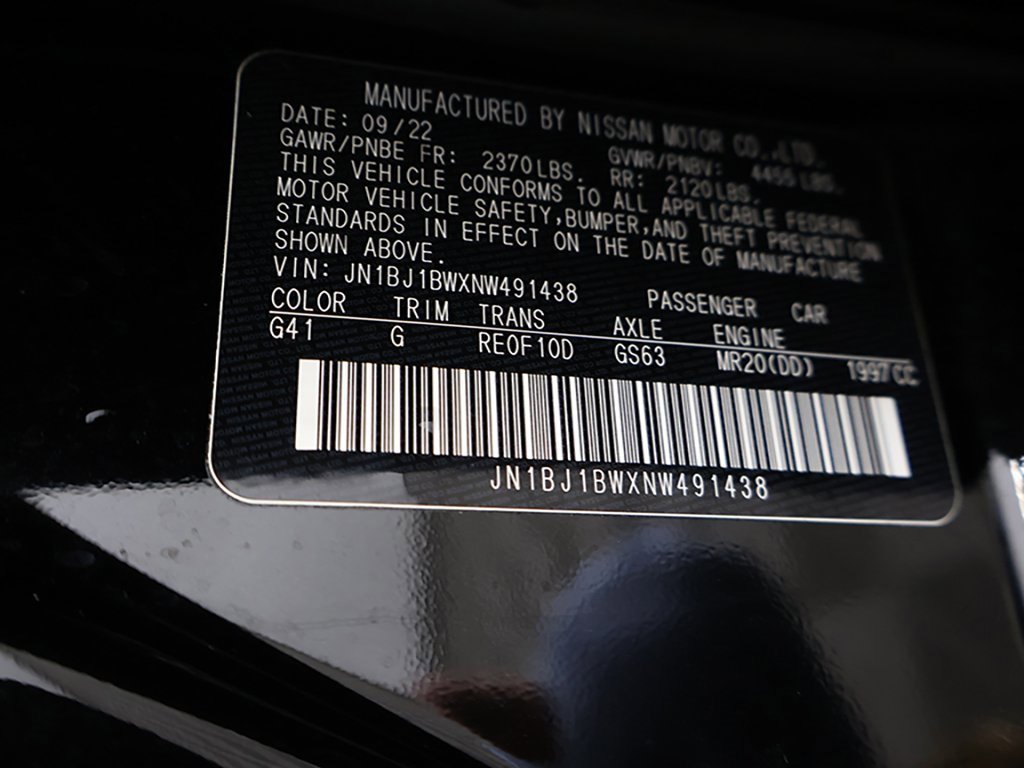 MANUFACTURED BY NISSAN MOTOR CO.,LTD.
DATE: 09/22 GVWR/PNBV: 4455 LBS.
GAWR/PNBE FR: 2370LBS. RR: 2120LBS.
THIS VEHICLE CONFORMS TO ALL APPLICABLE FEDERAL
MOTOR VEHICLE SAFETY,BUMPER,AND THEFT PREVENTION
STANDARDS IN EFFECT ON THE DATE OF MANUFACTURE
SHOWN ABOVE.
VIN: JN1BJ1BWXNW491438 PASSENGER CAR
COLOR TRIM TRANS AXLE ENGINE
G41 G RE0F10D GS63 MR20(DD) 1997CC
JN1BJ1BWXNW491438